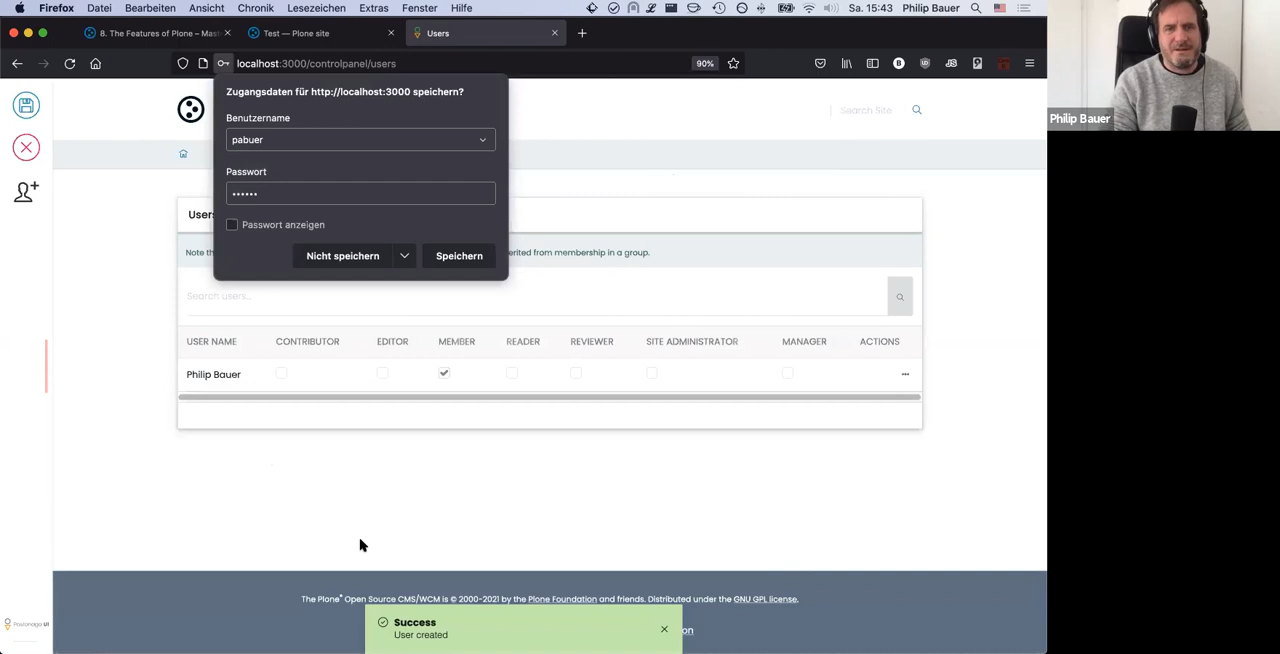 Firefox Datei Bearbeiten Ansicht Chronik Lesezeichen Extras Fenster Hilfe Sa. 15:43 Philip Bauer
8. The Features of Plone – Mast Test — Plone site Users
localhost:3000/controlpanel/users 90%
Zugangsdaten für http://localhost:3000 speichern?
Benutzername
pabuer
Passwort
••••••
Passwort anzeigen
Nicht speichern Speichern
Search Site
Philip Bauer
Users
Note th
erited from membership in a group.
Search users...
USER NAME CONTRIBUTOR EDITOR MEMBER READER REVIEWER SITE ADMINISTRATOR MANAGER ACTIONS
Philip Bauer
The Plone® Open Source CMS/WCM is © 2000-2021 by the Plone Foundation and friends. Distributed under the GNU GPL license.
Success
User created
on
Pastanaga UI